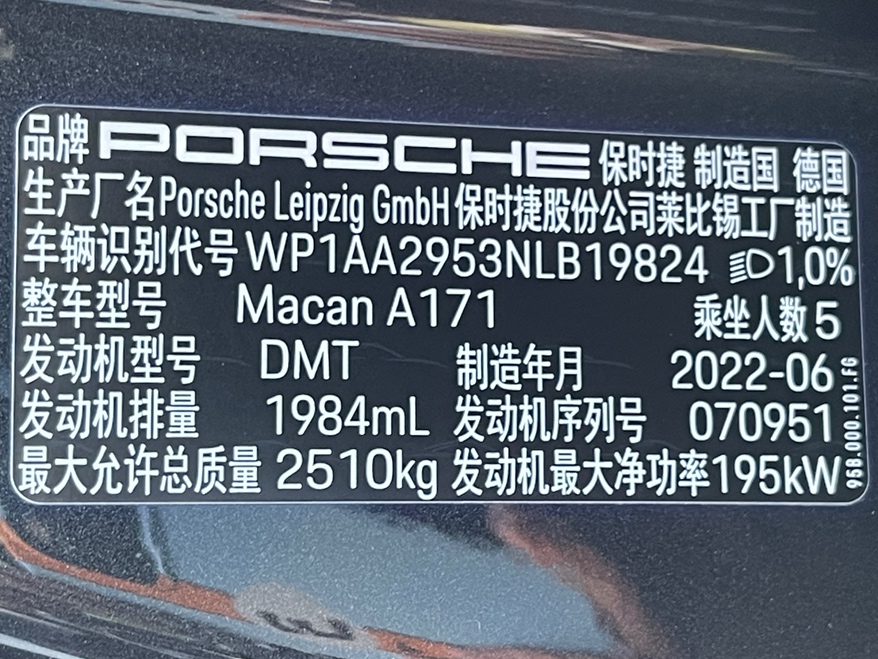 品牌 PORSCHE 保时捷 制造国 德国
生产厂名Porsche Leipzig GmbH 保时捷股份公司莱比锡工厂制造
车辆识别代号 WP1AA2953NLB19824 1,0%
整车型号 Macan A171 乘坐人数 5
发动机型号 DMT 制造年月 2022-06
发动机排量 1984mL 发动机序列号 070951
最大允许总质量 2510kg 发动机最大净功率195kW
9SB.000.101.FG